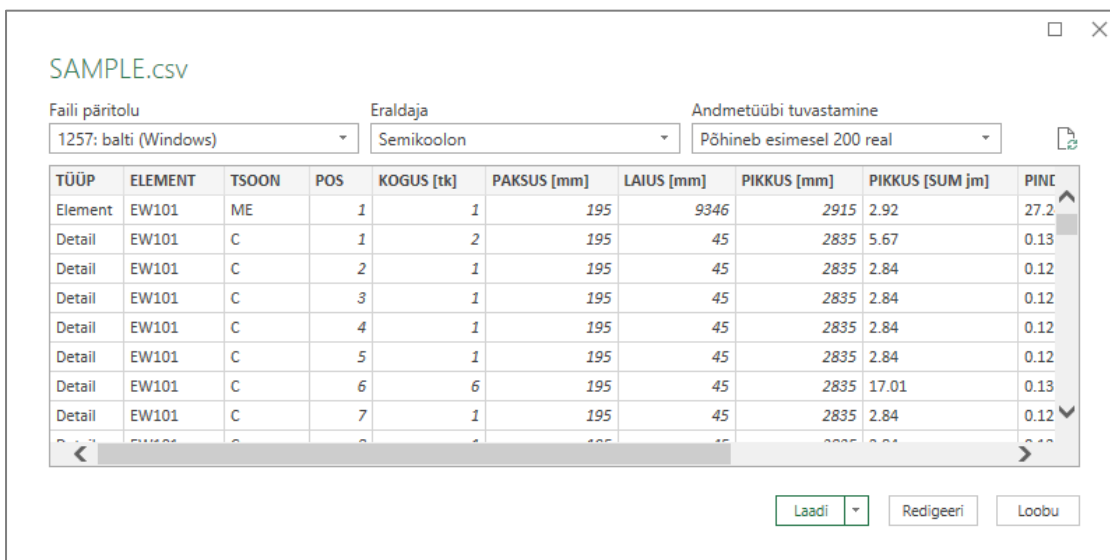 SAMPLE.csv
Faili päritolu Eraldaja Andmetüübi tuvastamine
1257: balti (Windows) Semikoolon Põhineb esimesel 200 real
TÜÜP ELEMENT TSOON POS KOGUS [tk] PAKSUS [mm] LAIUS [mm] PIKKUS [mm] PIKKUS [SUM jm] PIND
Element EW101 ME 1 1 195 9346 2915 2.92 27.2
Detail EW101 C 1 2 195 45 2835 5.67 0.13
Detail EW101 C 2 1 195 45 2835 2.84 0.12
Detail EW101 C 3 1 195 45 2835 2.84 0.12
Detail EW101 C 4 1 195 45 2835 2.84 0.12
Detail EW101 C 5 1 195 45 2835 2.84 0.12
Detail EW101 C 6 6 195 45 2835 17.01 0.13
Detail EW101 C 7 1 195 45 2835 2.84 0.12
Laadi Redigeeri Loobu